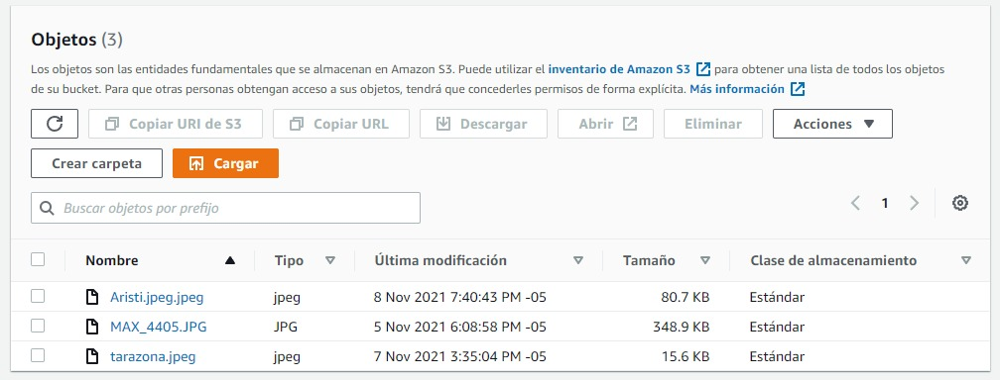 Objetos (3)
Los objetos son las entidades fundamentales que se almacenan en Amazon S3. Puede utilizar el inventario de Amazon S3 para obtener una lista de todos los objetos
de su bucket. Para que otras personas obtengan acceso a sus objetos, tendrá que concederles permisos de forma explícita. Más información
Copiar URI de S3 Copiar URL Descargar Abrir Eliminar Acciones
Crear carpeta Cargar
Buscar objetos por prefijo 1
Nombre Tipo Última modificación Tamaño Clase de almacenamiento
Aristi.jpeg.jpeg jpeg 8 Nov 2021 7:40:43 PM -05 80.7 KB Estándar
MAX_4405.JPG JPG 5 Nov 2021 6:08:58 PM -05 348.9 KB Estándar
tarazona.jpeg jpeg 7 Nov 2021 3:35:04 PM -05 15.6 KB Estándar